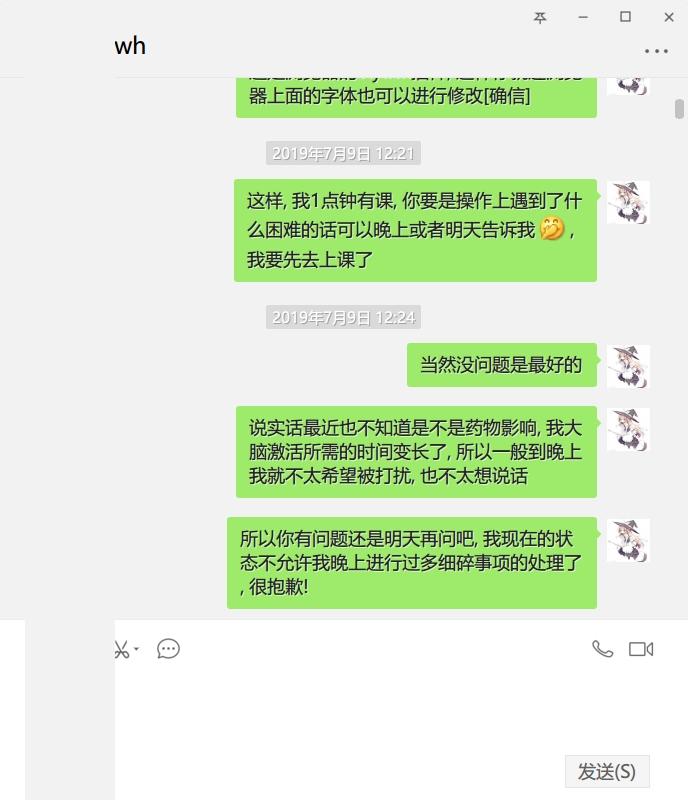 wh
器上面的字体也可以进行修改[确信]
2019年7月9日 12:21
这样, 我1点钟有课, 你要是操作上遇到了什
么困难的话可以晚上或者明天告诉我 🤭 ,
我要先去上课了
2019年7月9日 12:24
当然没问题是最好的
说实话最近也不知道是不是药物影响, 我大
脑激活所需的时间变长了, 所以一般到晚上
我就不太希望被打扰, 也不太想说话
所以你有问题还是明天再问吧, 我现在的状
态不允许我晚上进行过多细碎事项的处理了
, 很抱歉!
发送(S)